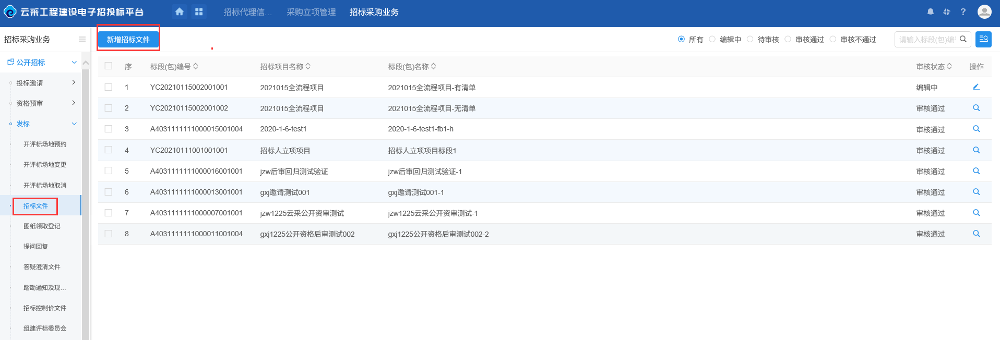 云采工程建设电子招投标平台 招标代理信... 采购立项管理 招标采购业务
招标采购业务 新增招标文件 所有 编辑中 待审核 审核通过 审核不通过 请输入标段(包)编号
公开招标
投标邀请
资格预审
发标
开评标场地预约
开评标场地变更
开评标场地取消
招标文件
图纸领取登记
提问回复
答疑澄清文件
踏勘通知及现...
招标控制价文件
组建评标委员会
序 标段(包)编号 招标项目名称 标段(包)名称 审核状态 操作
1 YC20210115002001001 2021015全流程项目 2021015全流程项目-有清单 编辑中
2 YC20210115002001002 2021015全流程项目 2021015全流程项目-无清单 审核通过
3 A4031111111000015001004 2020-1-6-test1 2020-1-6-test1-fb1-h 审核通过
4 YC20210111001001001 招标人立项项目 招标人立项项目标段1 审核通过
5 A4031111111000016001001 jzw后审回归测试验证 jzw后审回归测试验证-1 审核通过
6 A4031111111000013001001 gxj邀请测试001 gxj邀请测试001-1 审核通过
7 A4031111111000007001001 jzw1225云采公开资审测试 jzw1225云采公开资审测试-1 审核通过
8 A4031111111000011001004 gxj1225公开资格后审测试002 gxj1225公开资格后审测试002-2 审核通过